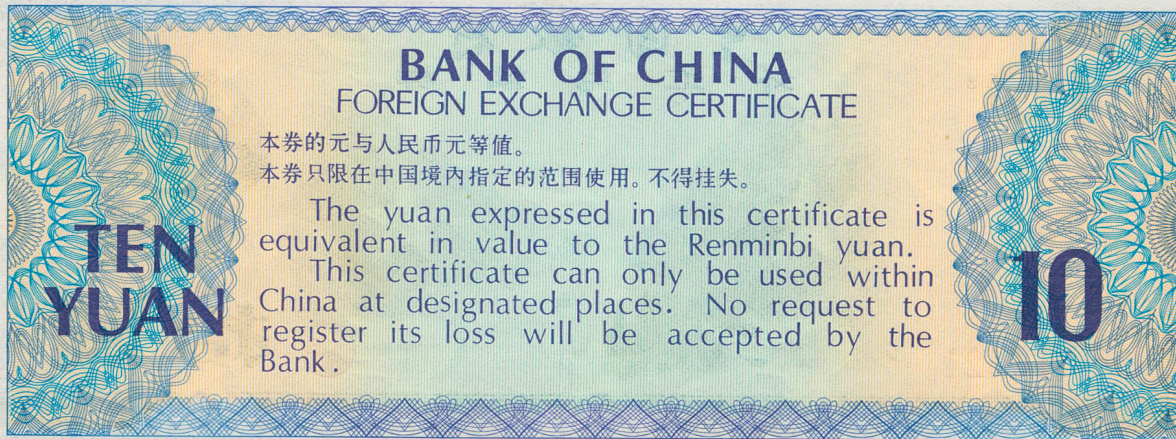 BANK OF CHINA
FOREIGN EXCHANGE CERTIFICATE
本券的元与人民币元等值。
本券只限在中国境内指定的范围使用。不得挂失。
The yuan expressed in this certificate is
equivalent in value to the Renminbi yuan.
This certificate can only be used within
China at designated places. No request to
register its loss will be accepted by the
Bank.
TEN
YUAN
10